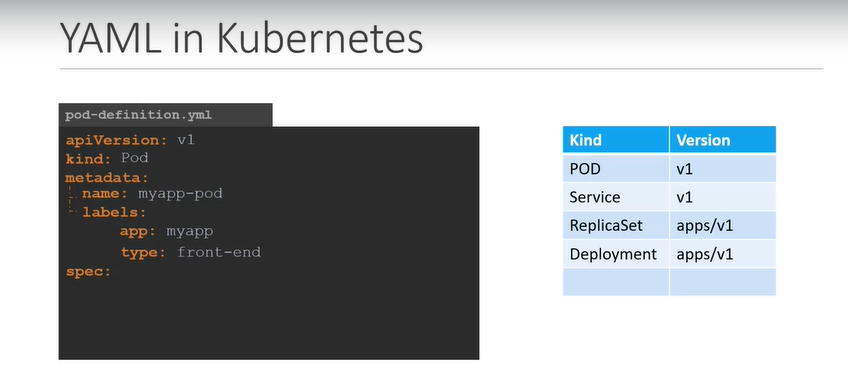 YAML in Kubernetes
pod-definition.yml
apiVersion: v1
kind: Pod
metadata:
name: myapp-pod
labels:
app: myapp
type: front-end
spec:
Kind Version
POD v1
Service v1
ReplicaSet apps/v1
Deployment apps/v1